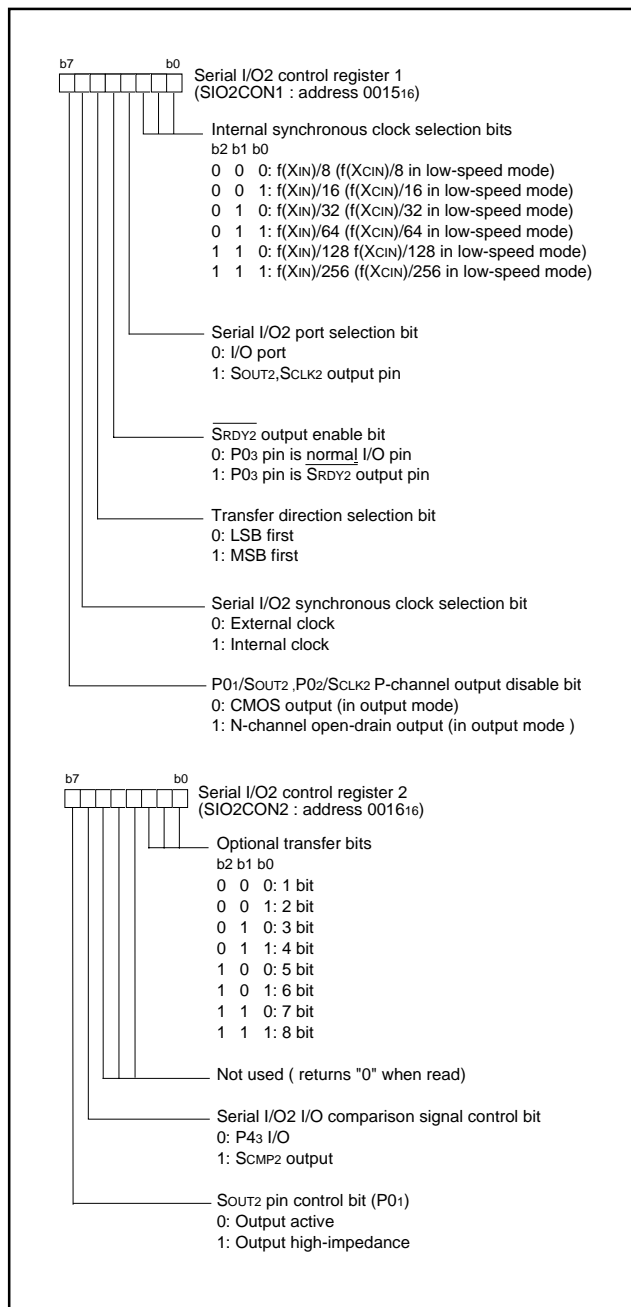 b7 b0
Serial I/O2 control register 1
(SIO2CON1 : address 001516)
Internal synchronous clock selection bits
b2 b1 b0
0 0 0: f(XIN)/8 (f(XCIN)/8 in low-speed mode)
0 0 1: f(XIN)/16 (f(XCIN)/16 in low-speed mode)
0 1 0: f(XIN)/32 (f(XCIN)/32 in low-speed mode)
0 1 1: f(XIN)/64 (f(XCIN)/64 in low-speed mode)
1 1 0: f(XIN)/128 f(XCIN)/128 in low-speed mode)
1 1 1: f(XIN)/256 (f(XCIN)/256 in low-speed mode)
Serial I/O2 port selection bit
0: I/O port
1: SOUT2,SCLK2 output pin
SRDY2 output enable bit
0: P03 pin is normal I/O pin
1: P03 pin is SRDY2 output pin
Transfer direction selection bit
0: LSB first
1: MSB first
Serial I/O2 synchronous clock selection bit
0: External clock
1: Internal clock
P01/SOUT2 ,P02/SCLK2 P-channel output disable bit
0: CMOS output (in output mode)
1: N-channel open-drain output (in output mode )
b7 b0
Serial I/O2 control register 2
(SIO2CON2 : address 001616)
Optional transfer bits
b2 b1 b0
0 0 0: 1 bit
0 0 1: 2 bit
0 1 0: 3 bit
0 1 1: 4 bit
1 0 0: 5 bit
1 0 1: 6 bit
1 1 0: 7 bit
1 1 1: 8 bit
Not used ( returns "0" when read)
Serial I/O2 I/O comparison signal control bit
0: P43 I/O
1: SCMP2 output
SOUT2 pin control bit (P01)
0: Output active
1: Output high-impedance